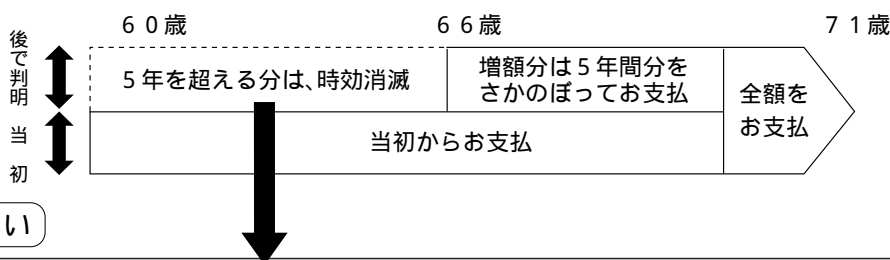 ６０歳
６６歳
７１歳
後で判明
５年を超える分は、時効消滅
増額分は５年間分を
さかのぼってお支払
全額を
お支払
当初
当初からお支払
い